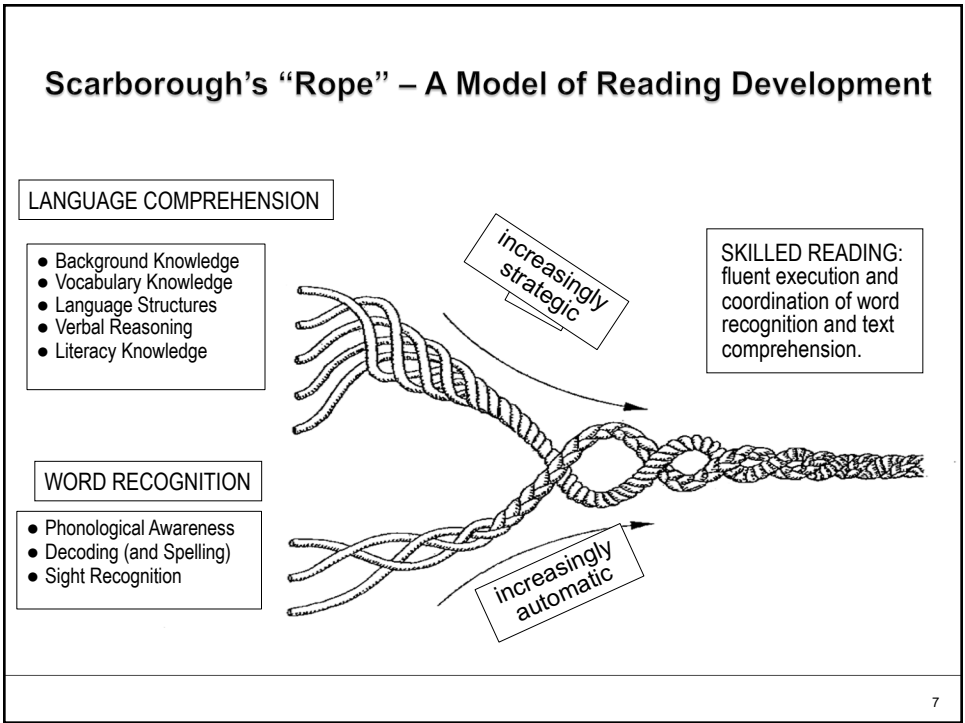 Scarborough’s “Rope” – A Model of Reading Development
LANGUAGE COMPREHENSION
● Background Knowledge
● Vocabulary Knowledge
● Language Structures
● Verbal Reasoning
● Literacy Knowledge
increasingly
strategic
SKILLED READING:
fluent execution and
coordination of word
recognition and text
comprehension.
WORD RECOGNITION
● Phonological Awareness
● Decoding (and Spelling)
● Sight Recognition
increasingly
automatic
7